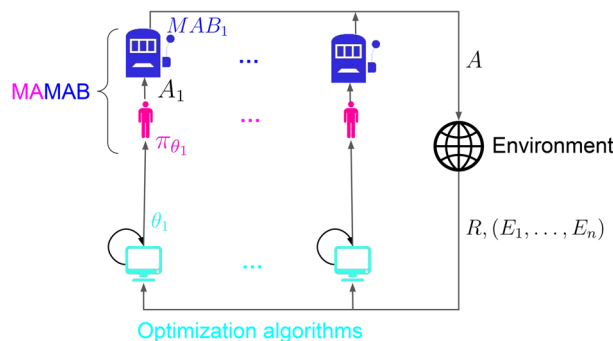 MAB₁
...
MAMAB
A₁
A
π_θ₁
...
Environment
θ₁
R, (E₁, . . . , Eₙ)
...
Optimization algorithms